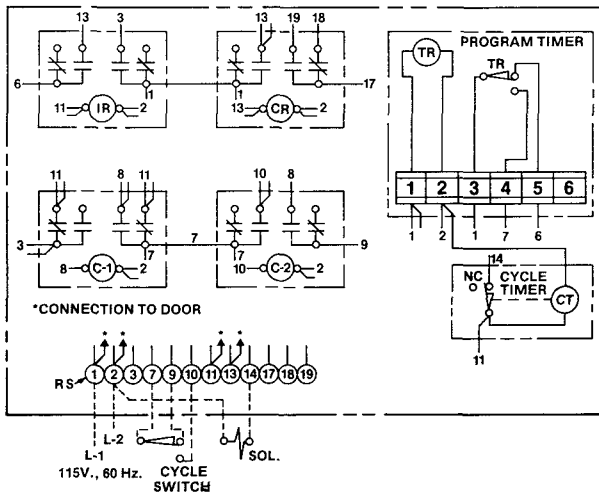 13 3 13 19 18
6 1 1 17
11 IR 2 13 CR 2
PROGRAM TIMER
TR TR
1 2 3 4 5 6
1 2 1 7 6
11 8 11 10 8
3 7 7 7 9
8 C-1 2 10 C-2 2
*CONNECTION TO DOOR
14
NC CYCLE
TIMER CT
11
* * * *
RS 1 2 3 7 9 10 11 13 14 17 18 19
L-1 L-2 SOL.
115V., 60 Hz. CYCLE
SWITCH